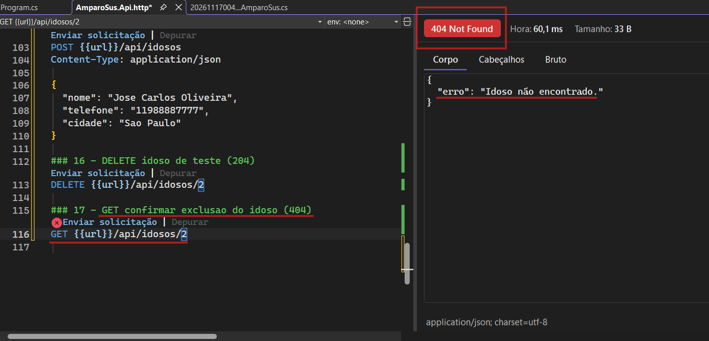 Program.cs
AmparoSus.Api.http*
20261117004...AmparoSus.cs
GET {{url}}/api/idosos/2
env: <none>
Enviar solicitação | Depurar
103 POST {{url}}/api/idosos
104 Content-Type: application/json
105
106 {
107 "nome": "Jose Carlos Oliveira",
108 "telefone": "11988887777",
109 "cidade": "Sao Paulo"
110 }
111
112 ### 16 - DELETE idoso de teste (204)
Enviar solicitação | Depurar
113 DELETE {{url}}/api/idosos/2
114
115 ### 17 - GET confirmar exclusao do idoso (404)
Enviar solicitação | Depurar
116 GET {{url}}/api/idosos/2
117
404 Not Found Hora: 60,1 ms Tamanho: 33 B
Corpo Cabeçalhos Bruto
{
"erro": "Idoso não encontrado."
}
application/json; charset=utf-8